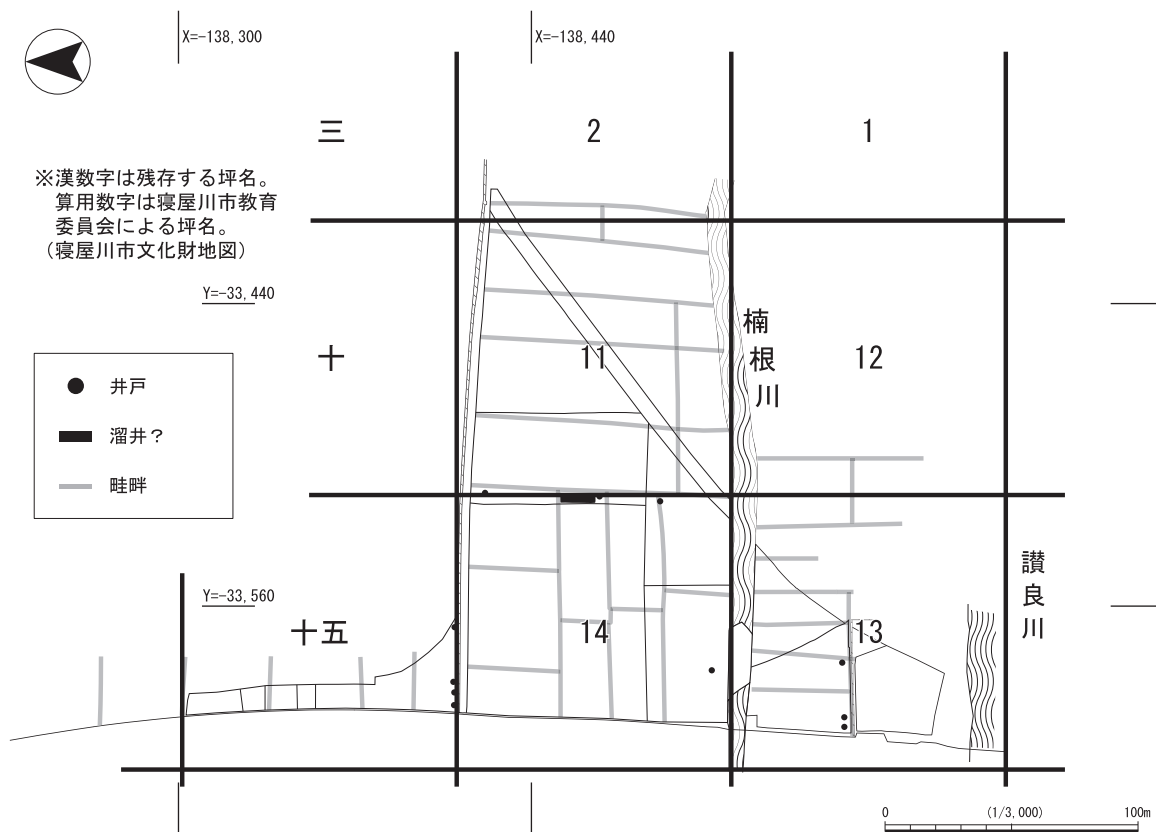 X=-138,300
X=-138,440
三
2
1
※漢数字は残存する坪名。
算用数字は寝屋川市教育
委員会による坪名。
（寝屋川市文化財地図）
Y=-33,440
楠根川
十
11
12
井戸
溜井？
畦畔
讃良川
Y=-33,560
十五
14
13
0
(1/3,000)
100m